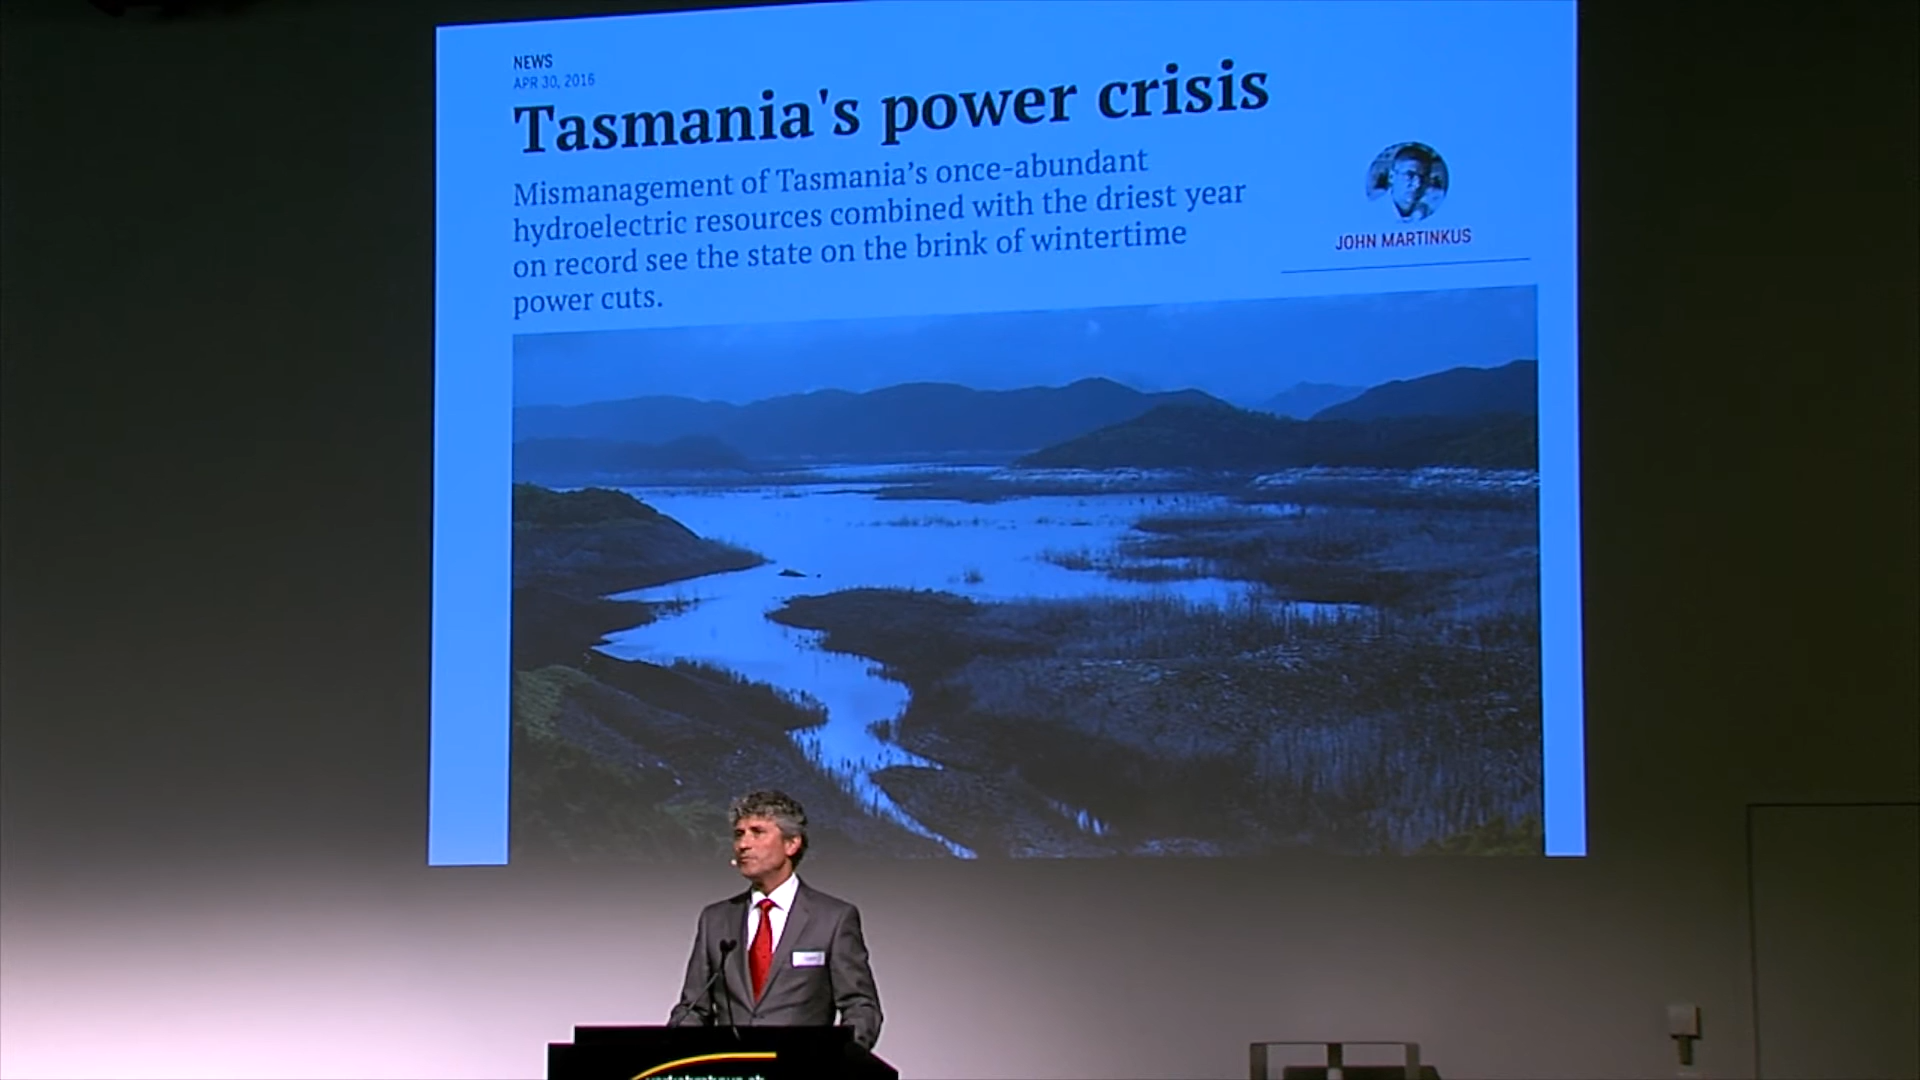 NEWS
APR 30, 2016
Tasmania's power crisis
Mismanagement of Tasmania’s once-abundant
hydroelectric resources combined with the driest year
on record see the state on the brink of wintertime
power cuts.
JOHN MARTINKUS